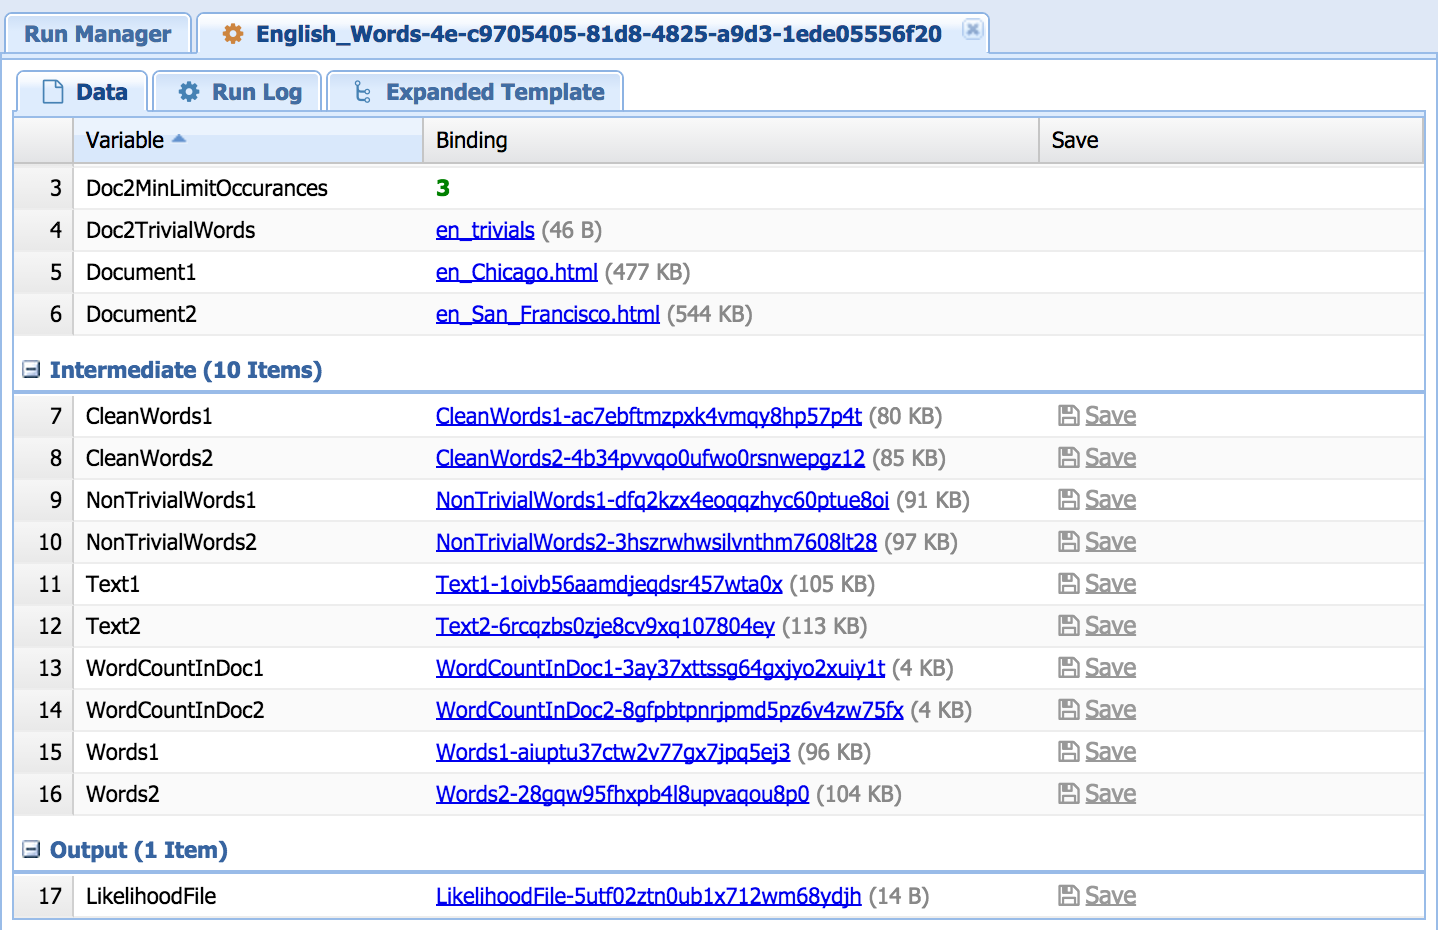 Run Manager English_Words-4e-c9705405-81d8-4825-a9d3-1ede05556f20
Data Run Log Expanded Template
Variable Binding Save
3 Doc2MinLimitOccurances 3
4 Doc2TrivialWords en_trivials (46 B)
5 Document1 en_Chicago.html (477 KB)
6 Document2 en_San_Francisco.html (544 KB)
Intermediate (10 Items)
7 CleanWords1 CleanWords1-ac7ebftmzpxk4vmqy8hp57p4t (80 KB) Save
8 CleanWords2 CleanWords2-4b34pvvqo0ufwo0rsnwepgz12 (85 KB) Save
9 NonTrivialWords1 NonTrivialWords1-dfq2kzx4eoqqzhyc60ptue8oi (91 KB) Save
10 NonTrivialWords2 NonTrivialWords2-3hszrwhwsilvnthm7608lt28 (97 KB) Save
11 Text1 Text1-1oivb56aamdjeqdsr457wta0x (105 KB) Save
12 Text2 Text2-6rcqzbs0zje8cv9xq107804ey (113 KB) Save
13 WordCountInDoc1 WordCountInDoc1-3ay37xttssg64gxjyo2xuiy1t (4 KB) Save
14 WordCountInDoc2 WordCountInDoc2-8gfpbtpnrjpmd5pz6v4zw75fx (4 KB) Save
15 Words1 Words1-aiuptu37ctw2v77gx7jpq5ej3 (96 KB) Save
16 Words2 Words2-28gqw95fhxpb4l8upvaqou8p0 (104 KB) Save
Output (1 Item)
17 LikelihoodFile LikelihoodFile-5utf02ztn0ub1x712wm68ydjh (14 B) Save